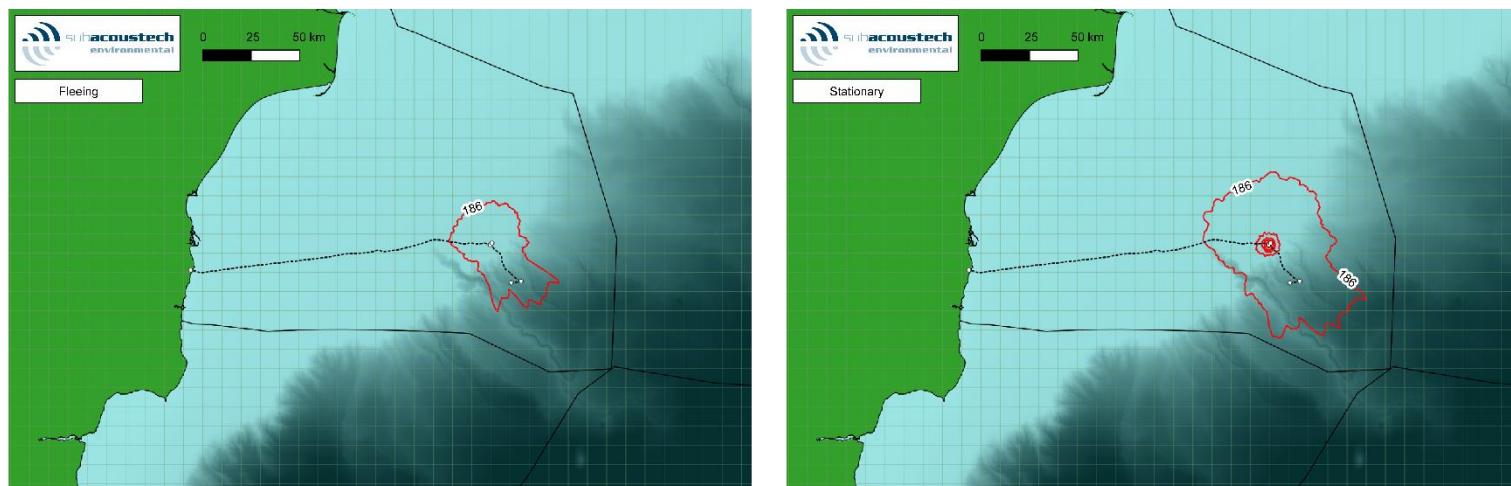 subacoustech
environmental
0 25 50 km
Fleeing
186
subacoustech
environmental
0 25 50 km
Stationary
186
186